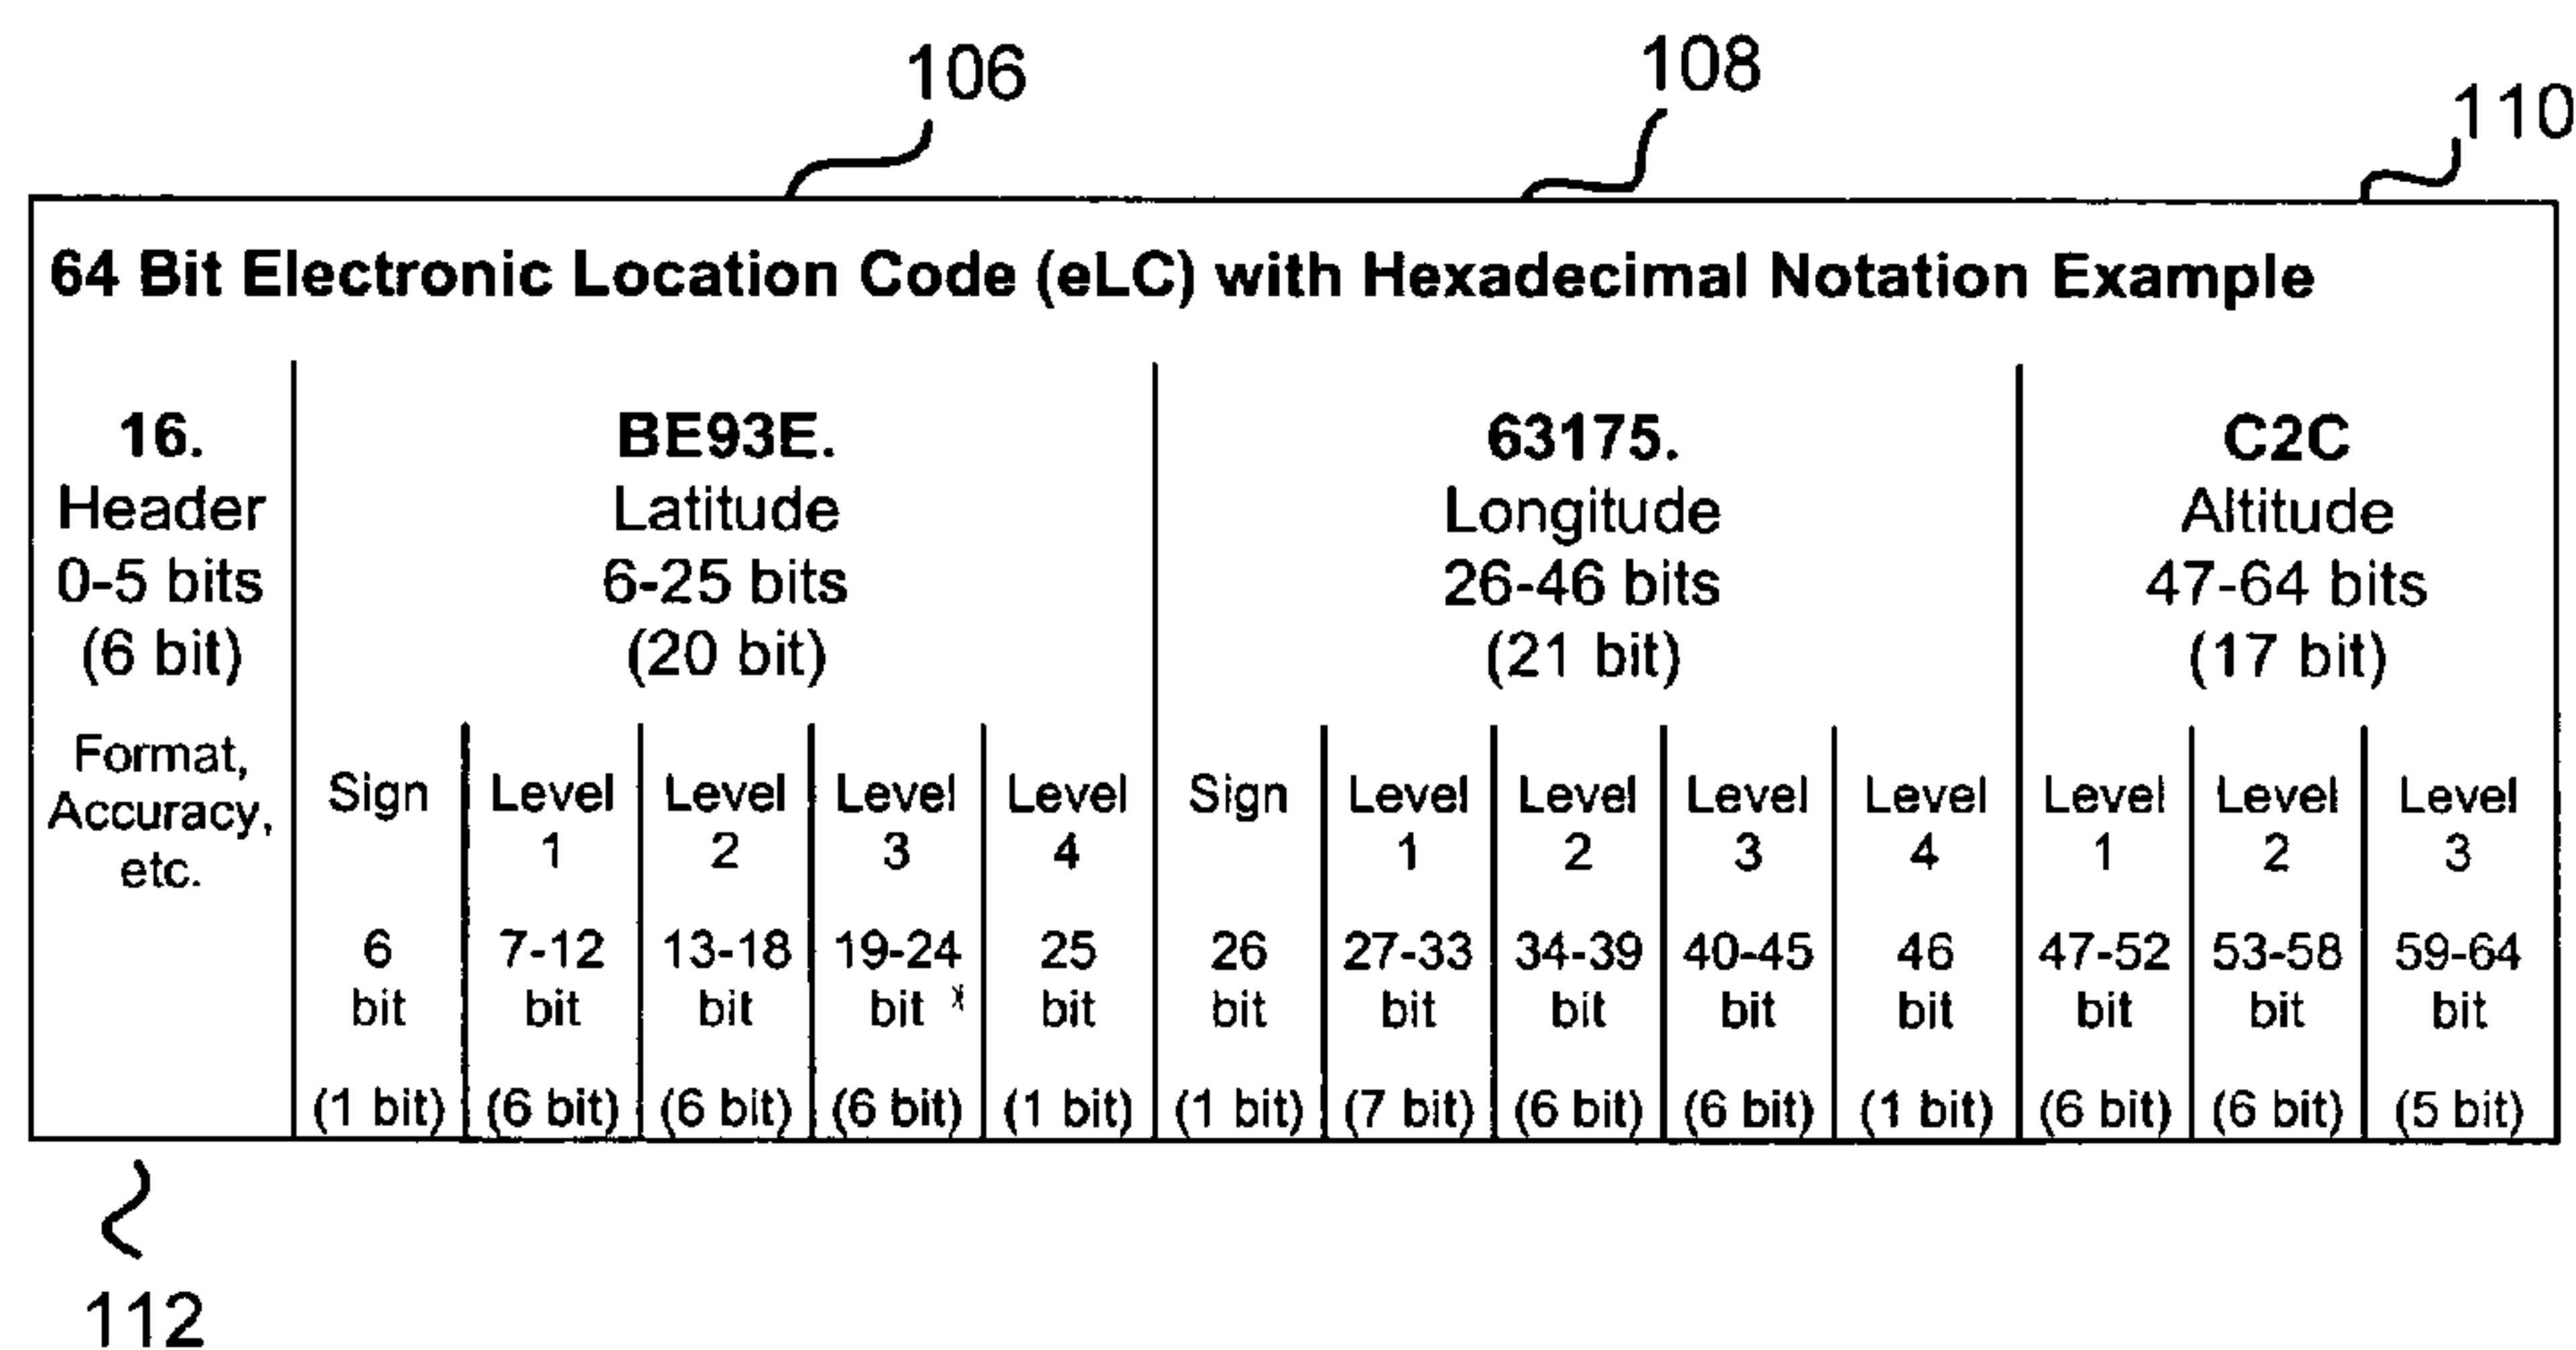 106
108
110
64 Bit Electronic Location Code (eLC) with Hexadecimal Notation Example
16.
Header
0-5 bits
(6 bit)
Format,
Accuracy,
etc.
BE93E.
Latitude
6-25 bits
(20 bit)
Sign
6
bit
(1 bit)
Level
1
7-12
bit
(6 bit)
Level
2
13-18
bit
(6 bit)
Level
3
19-24
bit *
(6 bit)
Level
4
25
bit
(1 bit)
63175.
Longitude
26-46 bits
(21 bit)
Sign
26
bit
(1 bit)
Level
1
27-33
bit
(7 bit)
Level
2
34-39
bit
(6 bit)
Level
3
40-45
bit
(6 bit)
Level
4
46
bit
(1 bit)
C2C
Altitude
47-64 bits
(17 bit)
Level
1
47-52
bit
(6 bit)
Level
2
53-58
bit
(6 bit)
Level
3
59-64
bit
(5 bit)
112